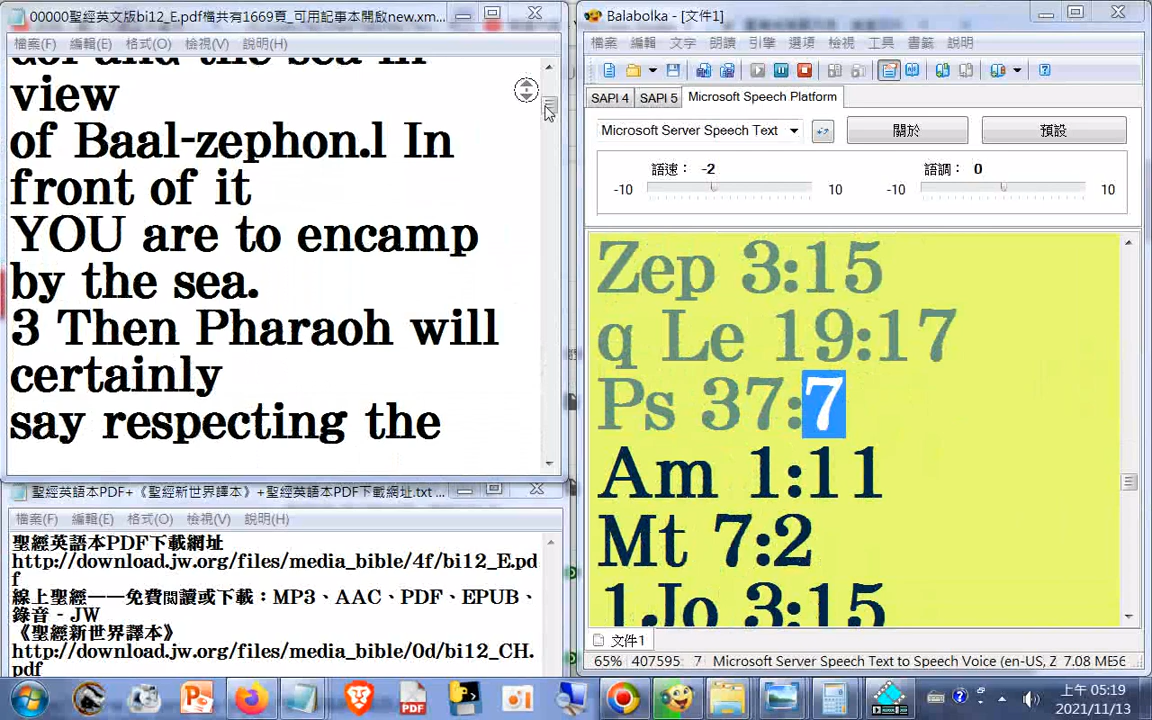 00000聖經英文版bi12_E.pdf檔共有1669頁_可用記事本開啟new.xm...
檔案(F) 編輯(E) 格式(O) 檢視(V) 說明(H)
dol and the sea in
view
of Baal-zephon.l In
front of it
YOU are to encamp
by the sea.
3 Then Pharaoh will
certainly
say respecting the
聖經英語本PDF+《聖經新世界譯本》+聖經英語本PDF下載網址.txt ...
檔案(F) 編輯(E) 格式(O) 檢視(V) 說明(H)
聖經英語本PDF下載網址
http://download.jw.org/files/media_bible/4f/bi12_E.pd
f
線上聖經——免費閱讀或下載：MP3、AAC、PDF、EPUB、
錄音 - JW
《聖經新世界譯本》
http://download.jw.org/files/media_bible/0d/bi12_CH.
pdf
Balabolka - [文件1]
檔案 編輯 文字 朗讀 引擎 選項 檢視 工具 書籤 說明
SAPI 4 SAPI 5 Microsoft Speech Platform
Microsoft Server Speech Text 關於 預設
語速： -2 語調： 0
-10 10 -10 10
Zep 3:15
q Le 19:17
Ps 37:7
Am 1:11
Mt 7:2
1Jo 3:15
文件1
65% 407595: 7 Microsoft Server Speech Text to Speech Voice (en-US, Z 7.08 ME56
上午 05:19
2021/11/13